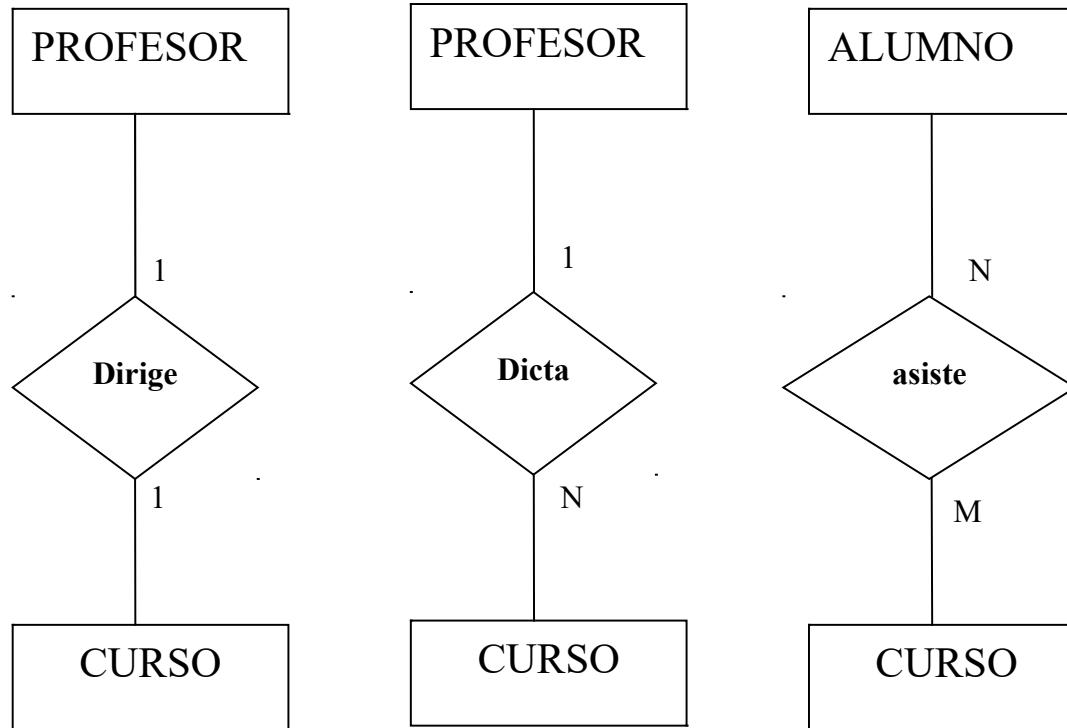 PROFESOR
1
Dirige
1
CURSO
PROFESOR
1
Dicta
N
CURSO
ALUMNO
N
asiste
M
CURSO